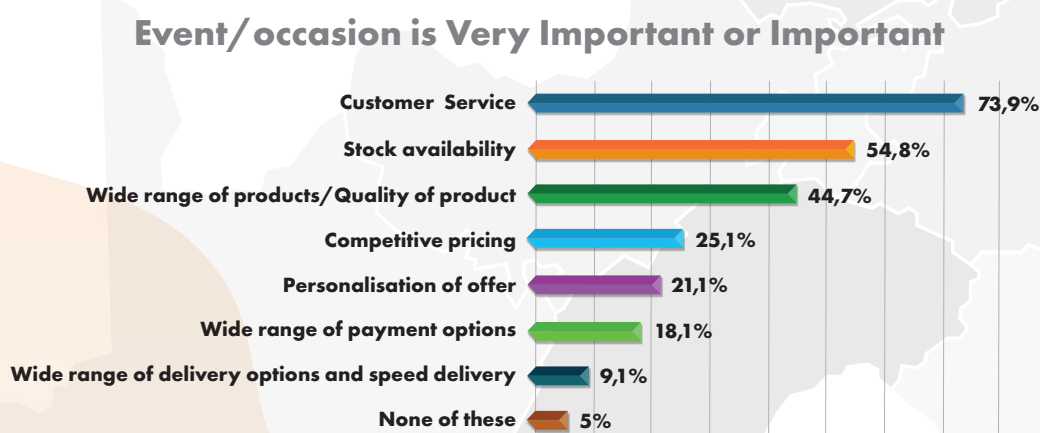 Event/occasion is Very Important or Important
Customer Service 73,9%
Stock availability 54,8%
Wide range of products/Quality of product 44,7%
Competitive pricing 25,1%
Personalisation of offer 21,1%
Wide range of payment options 18,1%
Wide range of delivery options and speed delivery 9,1%
None of these 5%